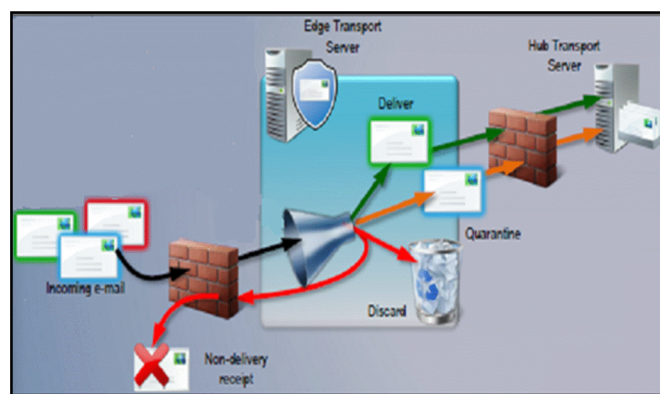 Edge Transport
Server
Hub Transport
Server
Deliver
Quarantine
Incoming e-mail
Discard
Non-delivery
receipt